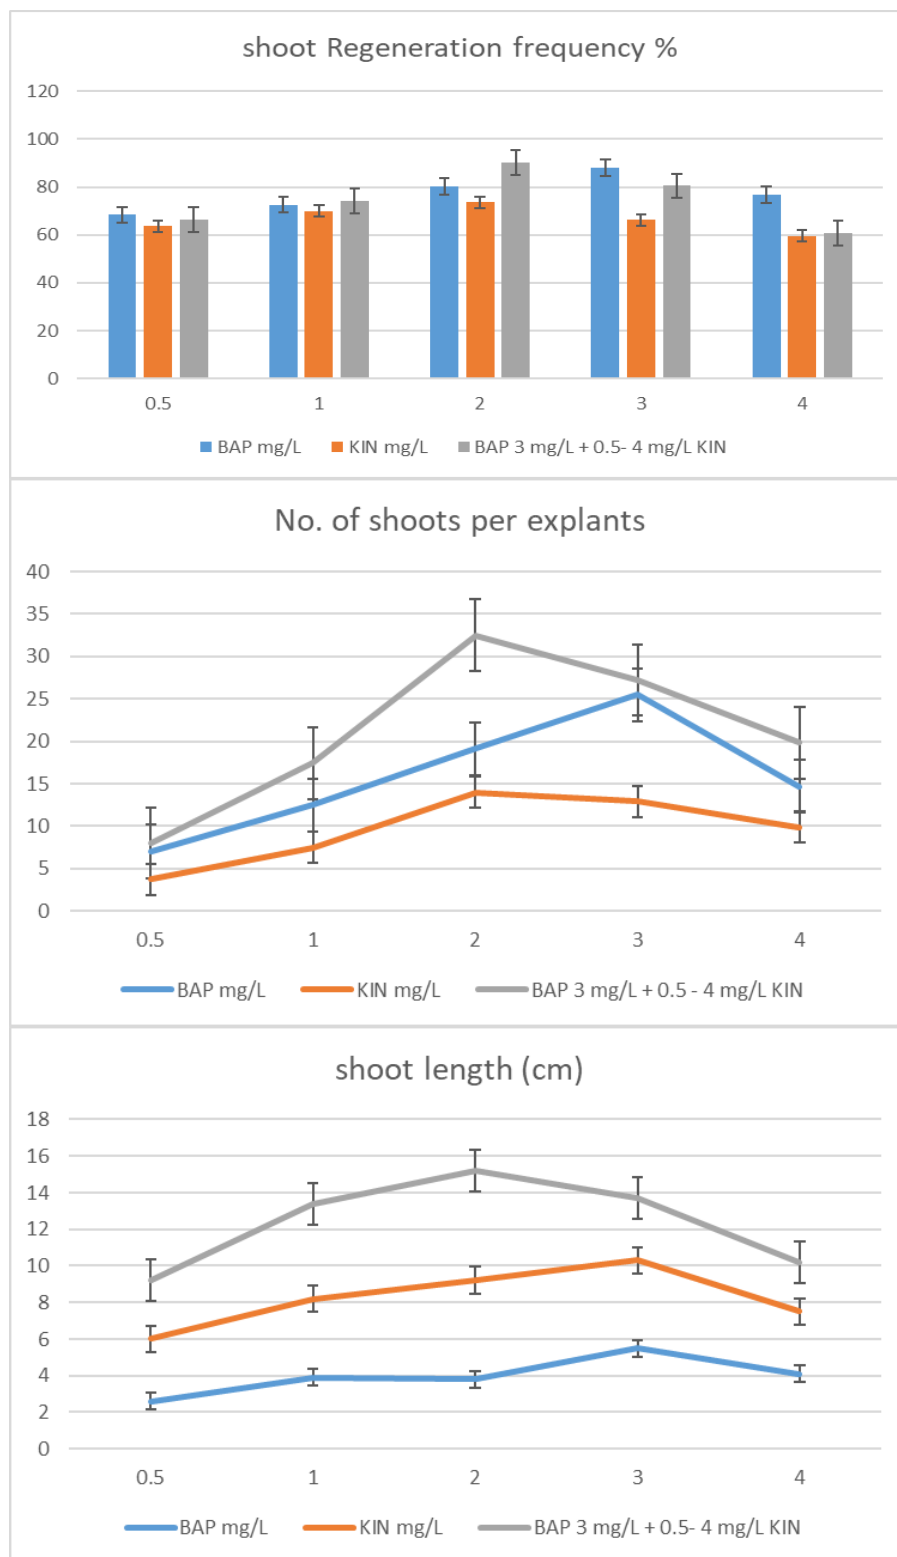 shoot Regeneration frequency %
120
100
80
60
40
20
0
0.5 1 2 3 4
BAP mg/L KIN mg/L BAP 3 mg/L + 0.5- 4 mg/L KIN
No. of shoots per explants
40
35
30
25
20
15
10
5
0
0.5 1 2 3 4
BAP mg/L KIN mg/L BAP 3 mg/L + 0.5 - 4 mg/L KIN
shoot length (cm)
18
16
14
12
10
8
6
4
2
0
0.5 1 2 3 4
BAP mg/L KIN mg/L BAP 3 mg/L + 0.5- 4 mg/L KIN